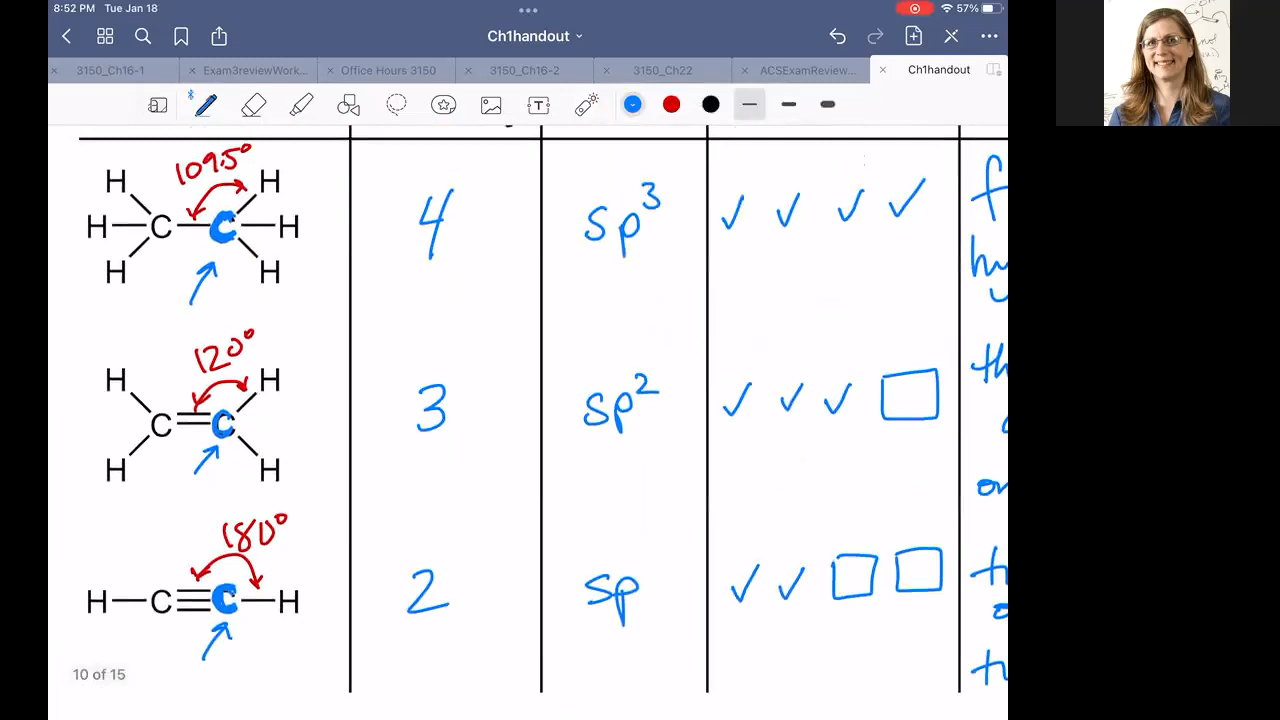 8:52 PM Tue Jan 18
57%
Ch1handout
3150_Ch16-1
Exam3reviewWork...
Office Hours 3150
3150_Ch16-2
3150_Ch22
ACSExamReview...
Ch1handout
109.5°
H H
H C C H
H H
4 sp³ ✓ ✓ ✓ ✓
120°
H H
C C
H H
3 sp² ✓ ✓ ✓ □
180°
H C C H
2 sp ✓ ✓ □ □
10 of 15